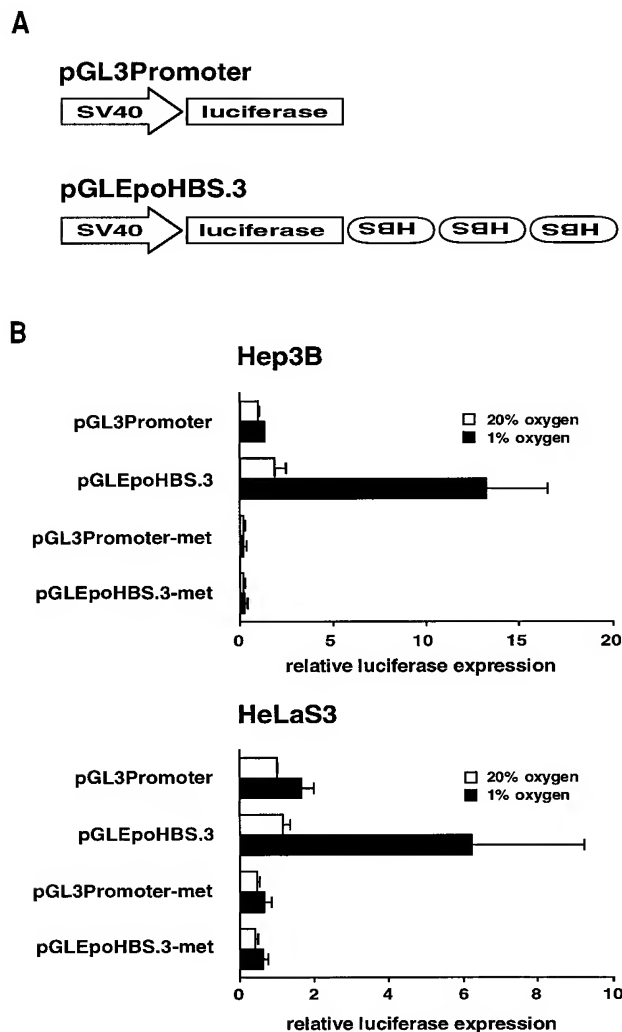 A
pGL3Promoter
SV40 luciferase
pGLEpoHBS.3
SV40 luciferase HBS HBS HBS
B
Hep3B
pGL3Promoter
pGLEpoHBS.3
pGL3Promoter-met
pGLEpoHBS.3-met
20% oxygen
1% oxygen
0 5 10 15 20
relative luciferase expression
HeLaS3
pGL3Promoter
pGLEpoHBS.3
pGL3Promoter-met
pGLEpoHBS.3-met
20% oxygen
1% oxygen
0 2 4 6 8 10
relative luciferase expression